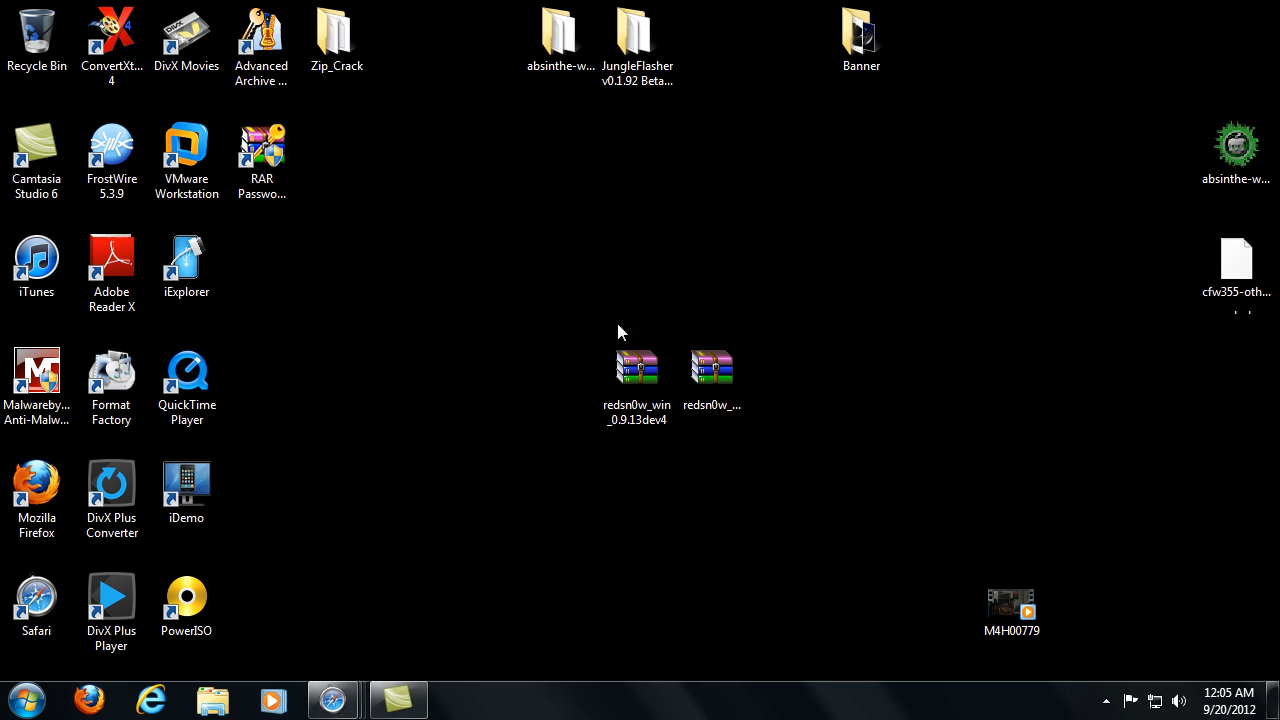 Recycle Bin
ConvertXt...
4
DivX Movies
Advanced
Archive ...
Zip_Crack
absinthe-w...
JungleFlasher
v0.1.92 Beta...
Banner
Camtasia
Studio 6
FrostWire
5.3.9
VMware
Workstation
RAR
Passwo...
absinthe-w...
iTunes
Adobe
Reader X
iExplorer
cfw355-oth...
Malwareby...
Anti-Malw...
Format
Factory
QuickTime
Player
redsn0w_win
_0.9.13dev4
redsn0w_...
Mozilla
Firefox
DivX Plus
Converter
iDemo
Safari
DivX Plus
Player
PowerISO
M4H00779
12:05 AM
9/20/2012